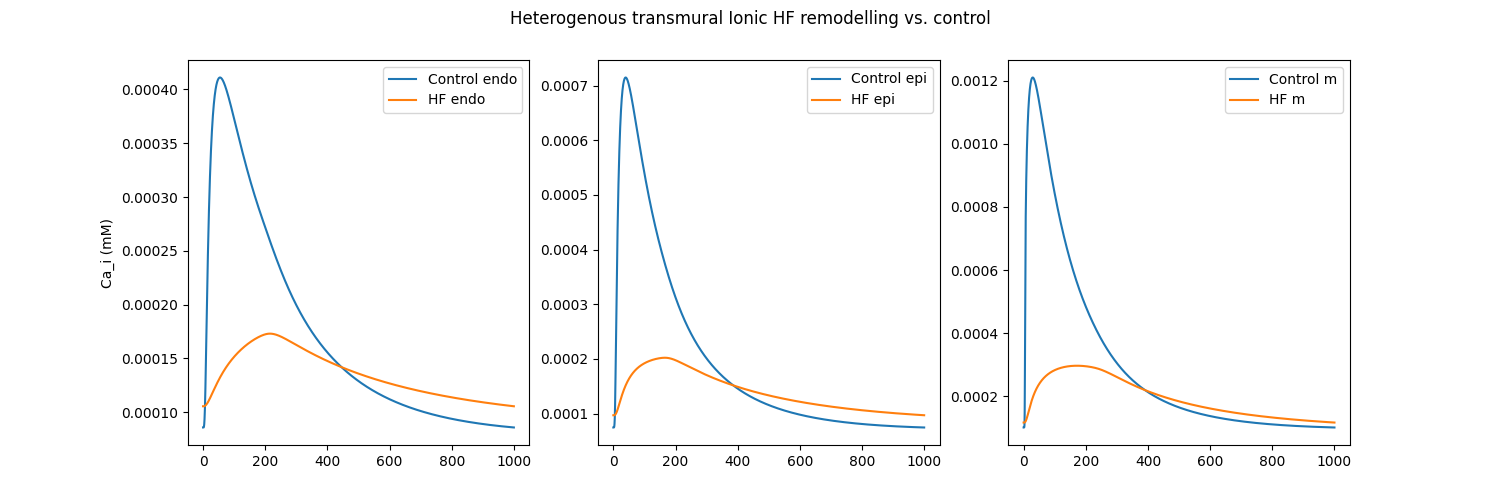 Heterogenous transmural Ionic HF remodelling vs. control
Ca_i (mM)
0.00040
0.00035
0.00030
0.00025
0.00020
0.00015
0.00010
0 200 400 600 800 1000
Control endo
HF endo
0.0007
0.0006
0.0005
0.0004
0.0003
0.0002
0.0001
0 200 400 600 800 1000
Control epi
HF epi
0.0012
0.0010
0.0008
0.0006
0.0004
0.0002
0 200 400 600 800 1000
Control m
HF m